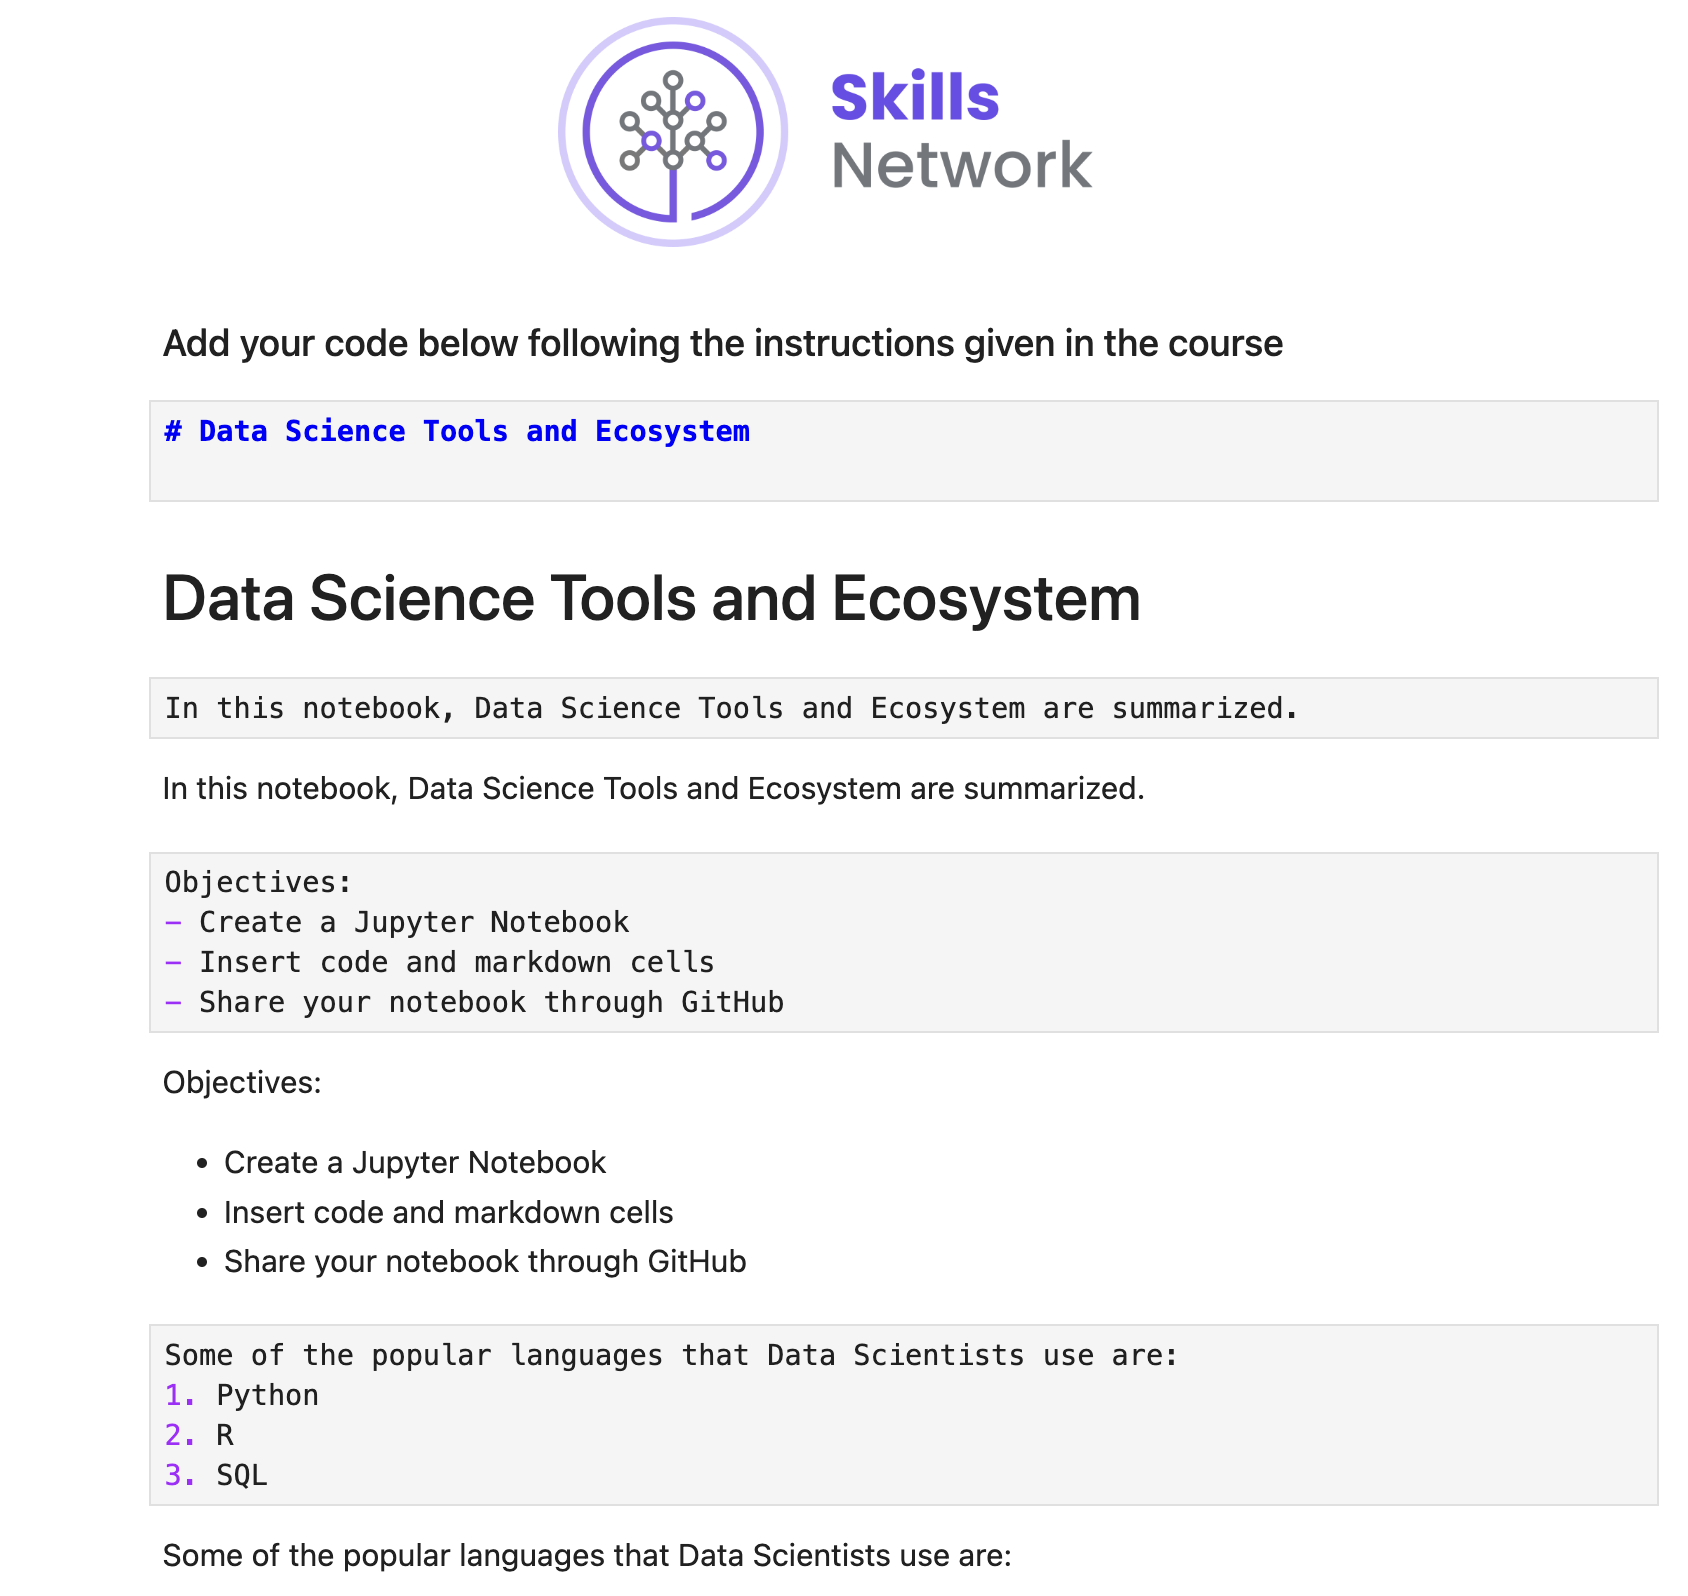 Skills
Network
Add your code below following the instructions given in the course
# Data Science Tools and Ecosystem
Data Science Tools and Ecosystem
In this notebook, Data Science Tools and Ecosystem are summarized.
In this notebook, Data Science Tools and Ecosystem are summarized.
Objectives:
- Create a Jupyter Notebook
- Insert code and markdown cells
- Share your notebook through GitHub
Objectives:
• Create a Jupyter Notebook
• Insert code and markdown cells
• Share your notebook through GitHub
Some of the popular languages that Data Scientists use are:
1. Python
2. R
3. SQL
Some of the popular languages that Data Scientists use are: